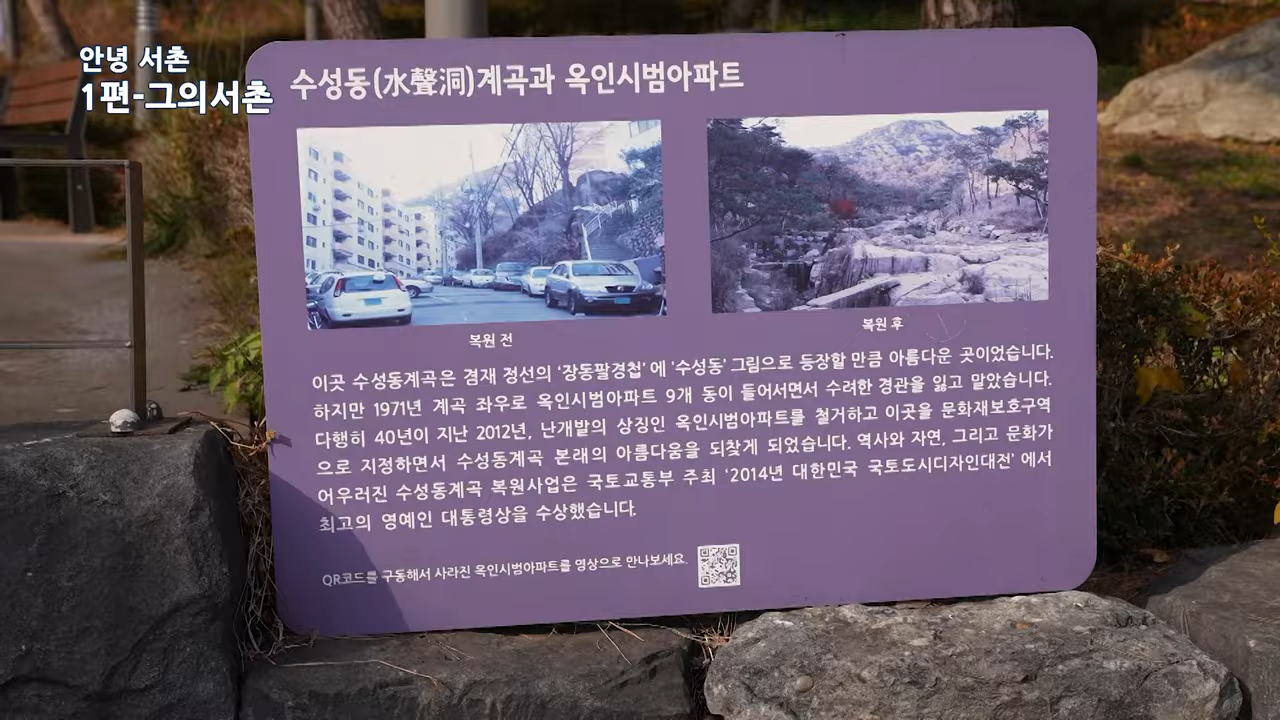 안녕 서촌
1편-그의서촌
수성동(水聲洞)계곡과 옥인시범아파트
복원 전
복원 후
이곳 수성동계곡은 겸재 정선의 '장동팔경첩'에 '수성동' 그림으로 등장할 만큼 아름다운 곳이었습니다.
하지만 1971년 계곡 좌우로 옥인시범아파트 9개 동이 들어서면서 수려한 경관을 잃고 말았습니다.
다행히 40년이 지난 2012년, 난개발의 상징인 옥인시범아파트를 철거하고 이곳을 문화재보호구역
으로 지정하면서 수성동계곡 본래의 아름다움을 되찾게 되었습니다. 역사와 자연, 그리고 문화가
어우러진 수성동계곡 복원사업은 국토교통부 주최 '2014년 대한민국 국토도시디자인대전'에서
최고의 영예인 대통령상을 수상했습니다.
QR코드를 구동해서 사라진 옥인시범아파트를 영상으로 만나보세요.